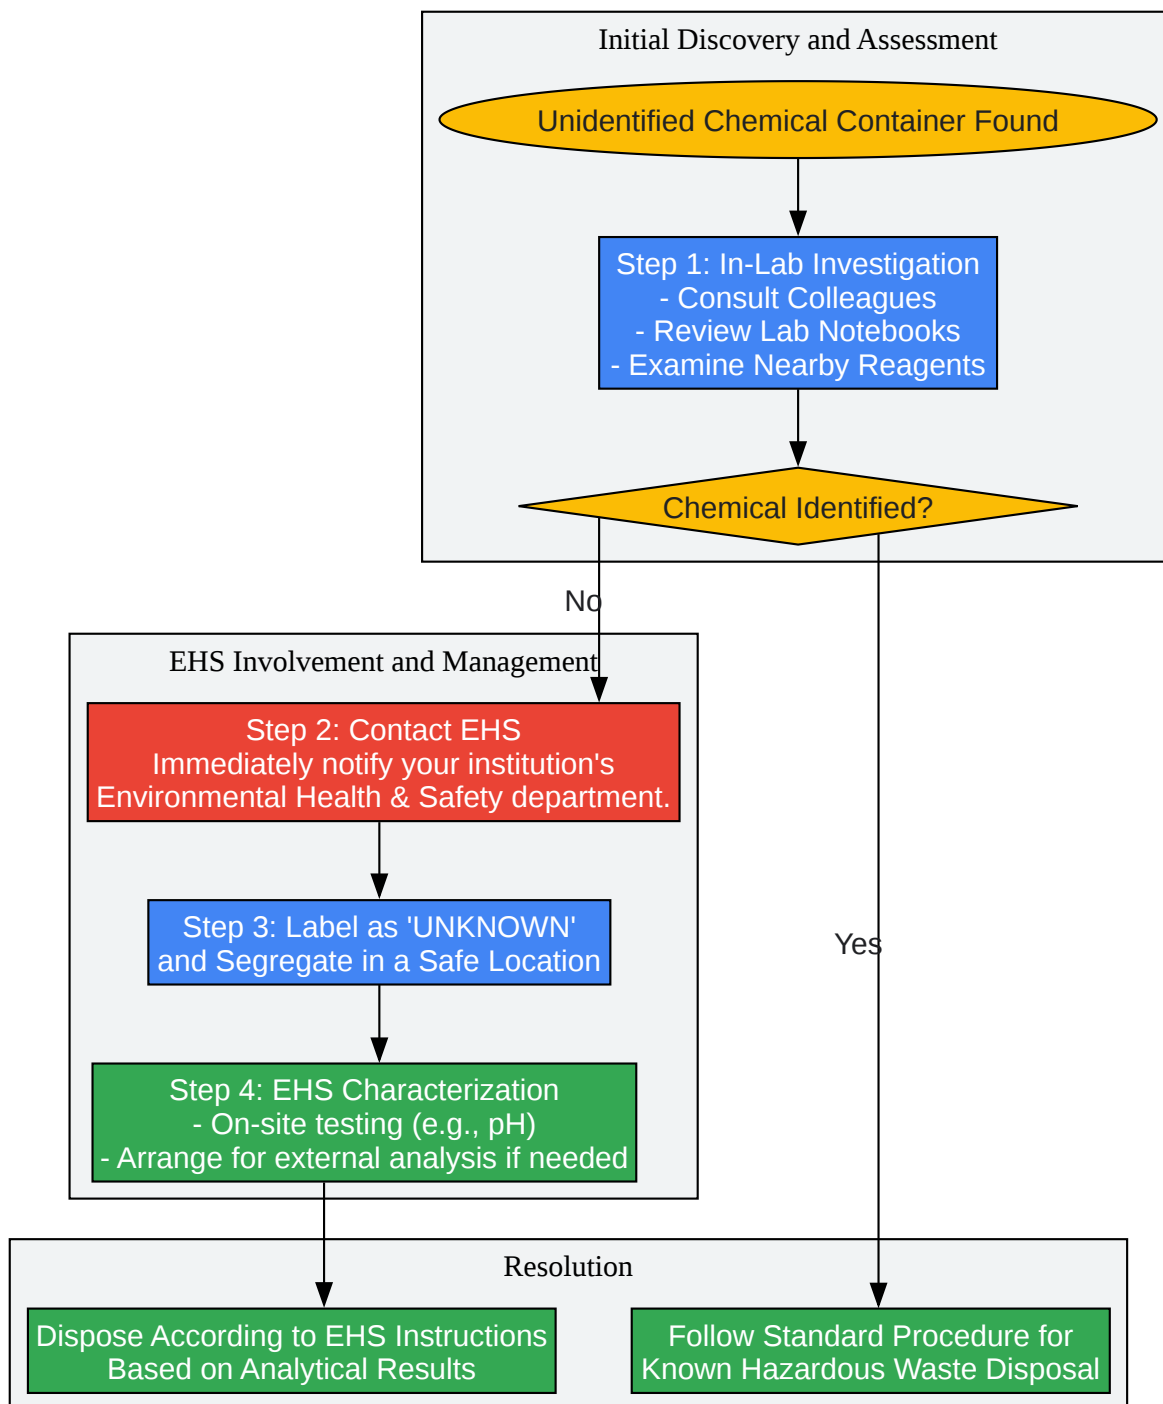 Initial Discovery and Assessment
Unidentified Chemical Container Found
Step 1: In-Lab Investigation
- Consult Colleagues
- Review Lab Notebooks
- Examine Nearby Reagents
Chemical Identified?
No
EHS Involvement and Management
Step 2: Contact EHS
Immediately notify your institution's
Environmental Health & Safety department.
Step 3: Label as 'UNKNOWN'
and Segregate in a Safe Location
Yes
Step 4: EHS Characterization
- On-site testing (e.g., pH)
- Arrange for external analysis if needed
Resolution
Dispose According to EHS Instructions
Based on Analytical Results
Follow Standard Procedure for
Known Hazardous Waste Disposal